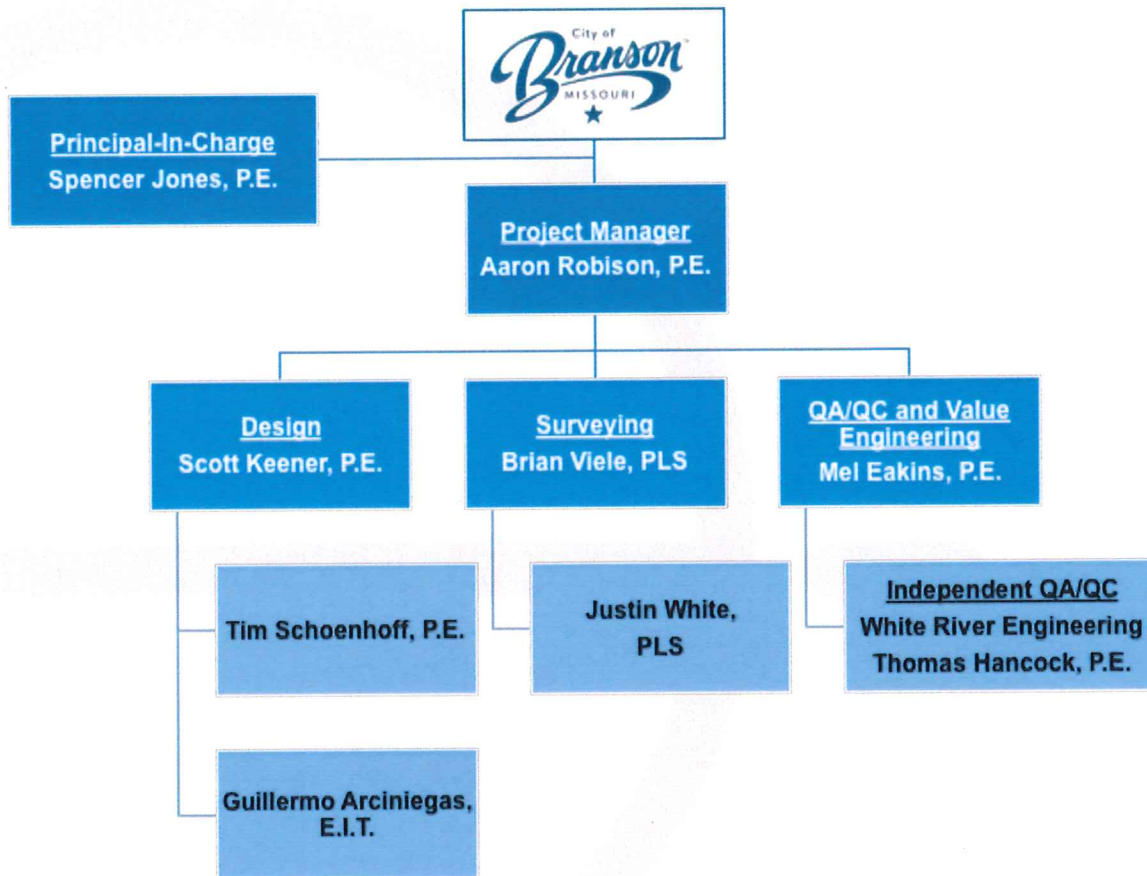 City of
Branson™
MISSOURI
Principal-In-Charge
Spencer Jones, P.E.
Project Manager
Aaron Robison, P.E.
Design
Scott Keener, P.E.
Surveying
Brian Viele, PLS
QA/QC and Value
Engineering
Mel Eakins, P.E.
Tim Schoenhoff, P.E.
Justin White,
PLS
Independent QA/QC
White River Engineering
Thomas Hancock, P.E.
Guillermo Arciniegas,
E.I.T.